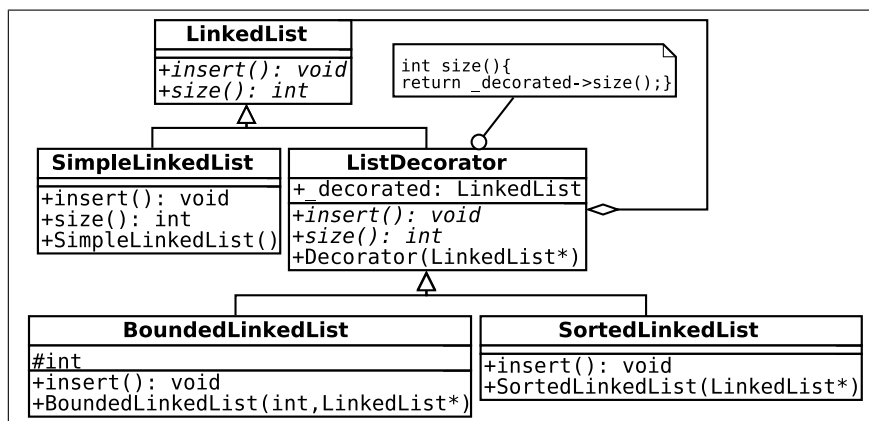 LinkedList
+insert(): void
+size(): int
int size(){
return _decorated->size();}
SimpleLinkedList
+insert(): void
+size(): int
+SimpleLinkedList()
ListDecorator
+_decorated: LinkedList
+insert(): void
+size(): int
+Decorator(LinkedList*)
BoundedLinkedList
#int
+insert(): void
+BoundedLinkedList(int,LinkedList*)
SortedLinkedList
+insert(): void
+SortedLinkedList(LinkedList*)